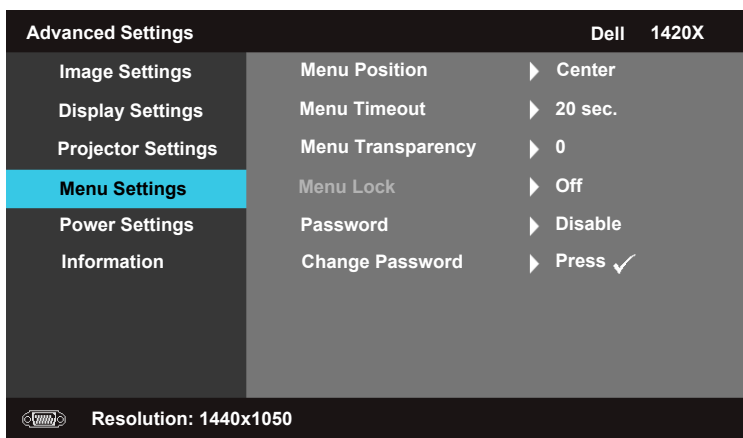 Advanced Settings Dell 1420X
Image Settings Menu Position Center
Display Settings Menu Timeout 20 sec.
Projector Settings Menu Transparency 0
Menu Settings Menu Lock Off
Power Settings Password Disable
Information Change Password Press ✓
Resolution: 1440x1050